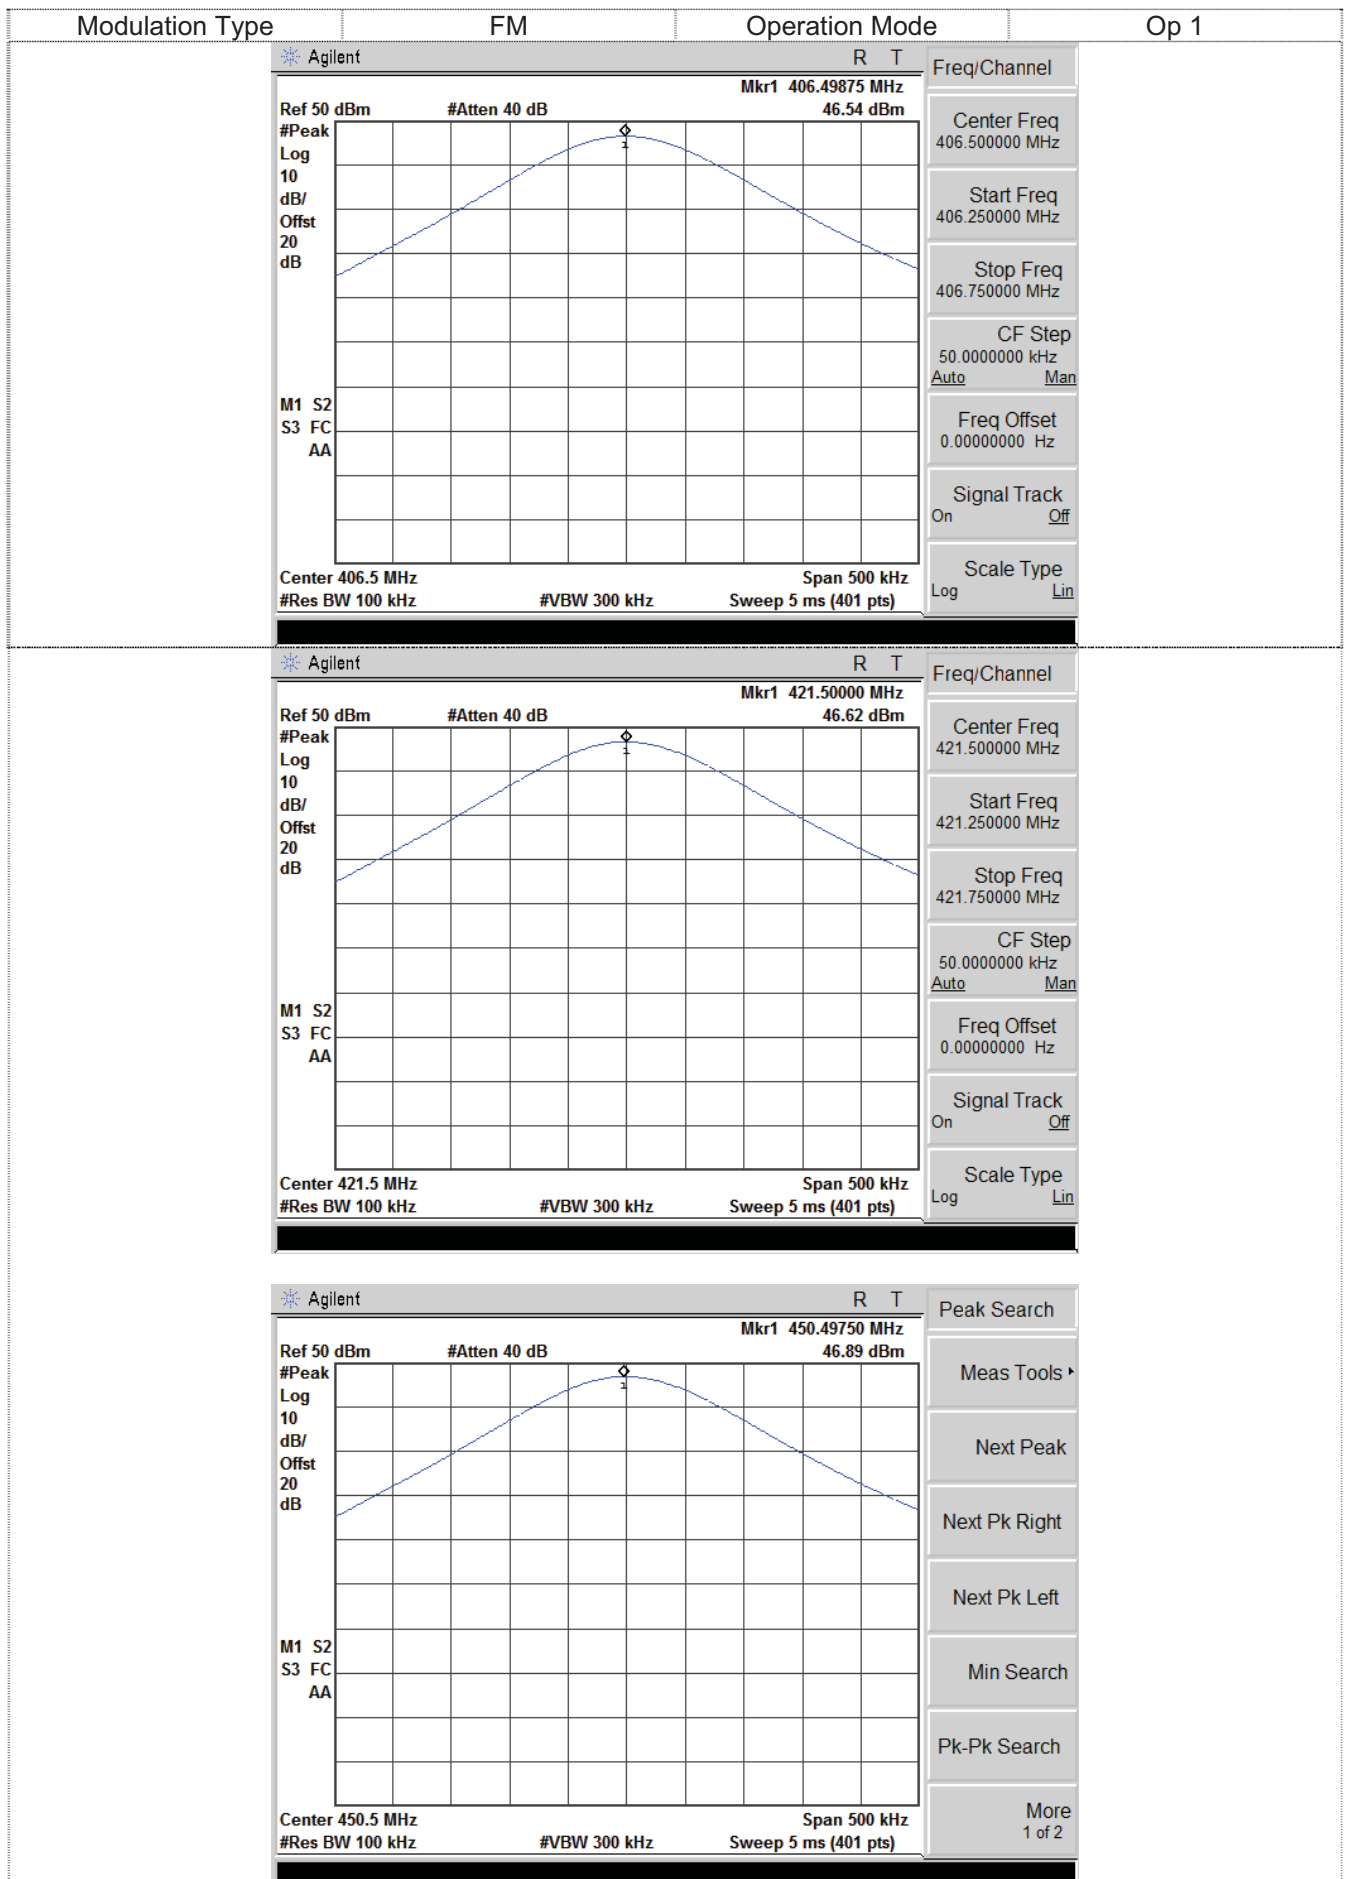 Modulation Type FM Operation Mode Op 1
Agilent R T
Freq/Channel
Mkr1 406.49875 MHz
Ref 50 dBm #Atten 40 dB 46.54 dBm
#Peak
Log
10
dB/
Offst
20
dB
1
M1 S2
S3 FC
AA
Center 406.5 MHz Span 500 kHz
#Res BW 100 kHz #VBW 300 kHz Sweep 5 ms (401 pts)
Center Freq
406.500000 MHz
Start Freq
406.250000 MHz
Stop Freq
406.750000 MHz
CF Step
50.0000000 kHz
Auto Man
Freq Offset
0.00000000 Hz
Signal Track
On Off
Scale Type
Log Lin
Agilent R T
Freq/Channel
Mkr1 421.50000 MHz
Ref 50 dBm #Atten 40 dB 46.62 dBm
#Peak
Log
10
dB/
Offst
20
dB
1
M1 S2
S3 FC
AA
Center 421.5 MHz Span 500 kHz
#Res BW 100 kHz #VBW 300 kHz Sweep 5 ms (401 pts)
Center Freq
421.500000 MHz
Start Freq
421.250000 MHz
Stop Freq
421.750000 MHz
CF Step
50.0000000 kHz
Auto Man
Freq Offset
0.00000000 Hz
Signal Track
On Off
Scale Type
Log Lin
Agilent R T
Peak Search
Mkr1 450.49750 MHz
Ref 50 dBm #Atten 40 dB 46.89 dBm
#Peak
Log
10
dB/
Offst
20
dB
1
M1 S2
S3 FC
AA
Center 450.5 MHz Span 500 kHz
#Res BW 100 kHz #VBW 300 kHz Sweep 5 ms (401 pts)
Meas Tools
Next Peak
Next Pk Right
Next Pk Left
Min Search
Pk-Pk Search
More
1 of 2